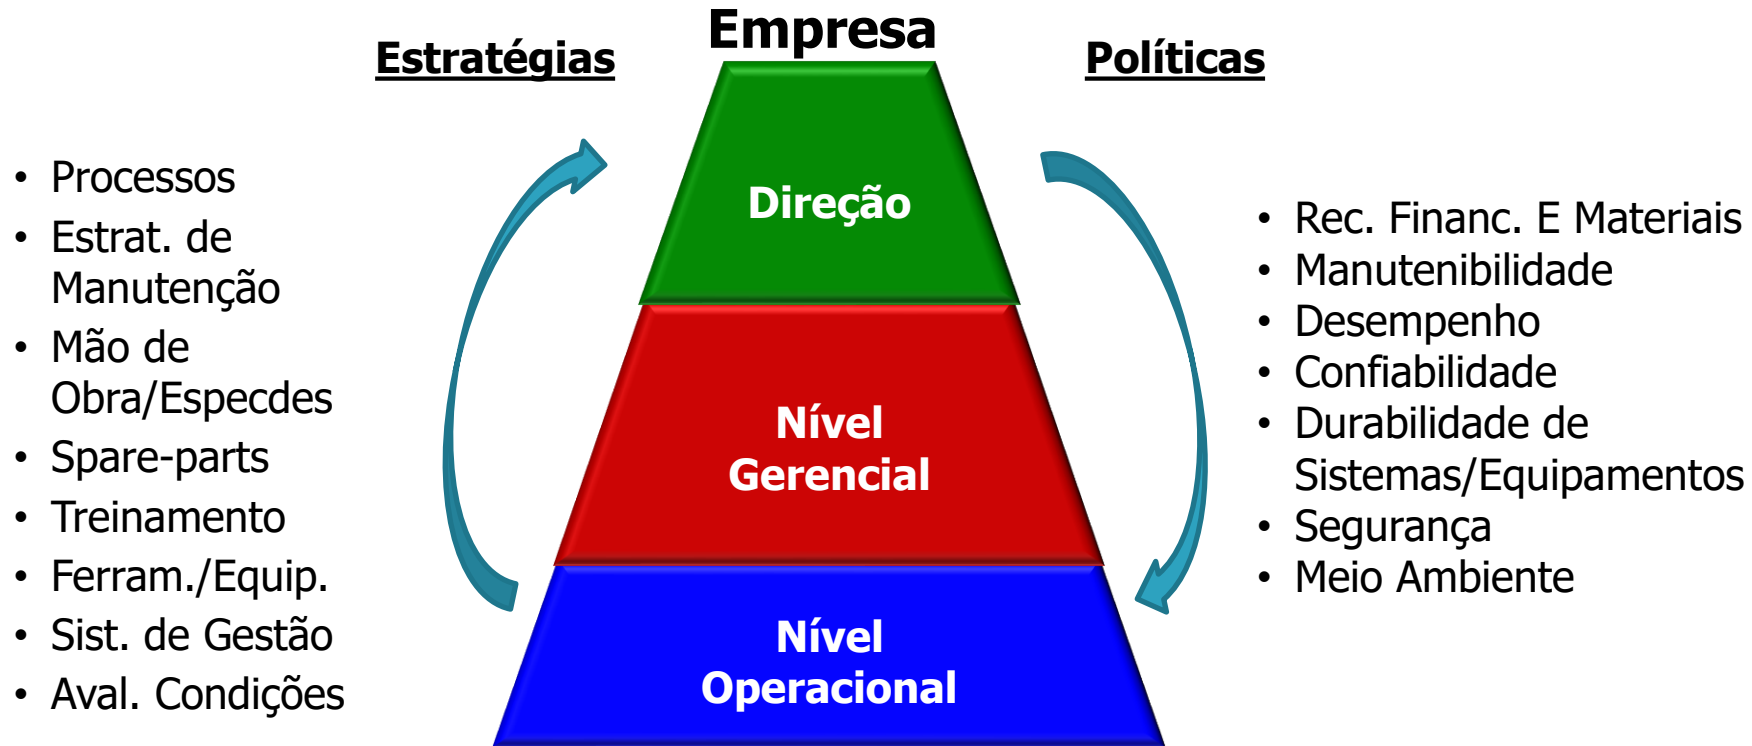 Empresa
Estratégias
Políticas
• Processos
• Estrat. de
Manutenção
• Mão de
Obra/Especdes
• Spare-parts
• Treinamento
• Ferram./Equip.
• Sist. de Gestão
• Aval. Condições
Direção
Nível
Gerencial
Nível
Operacional
• Rec. Financ. E Materiais
• Manutenibilidade
• Desempenho
• Confiabilidade
• Durabilidade de
Sistemas/Equipamentos
• Segurança
• Meio Ambiente